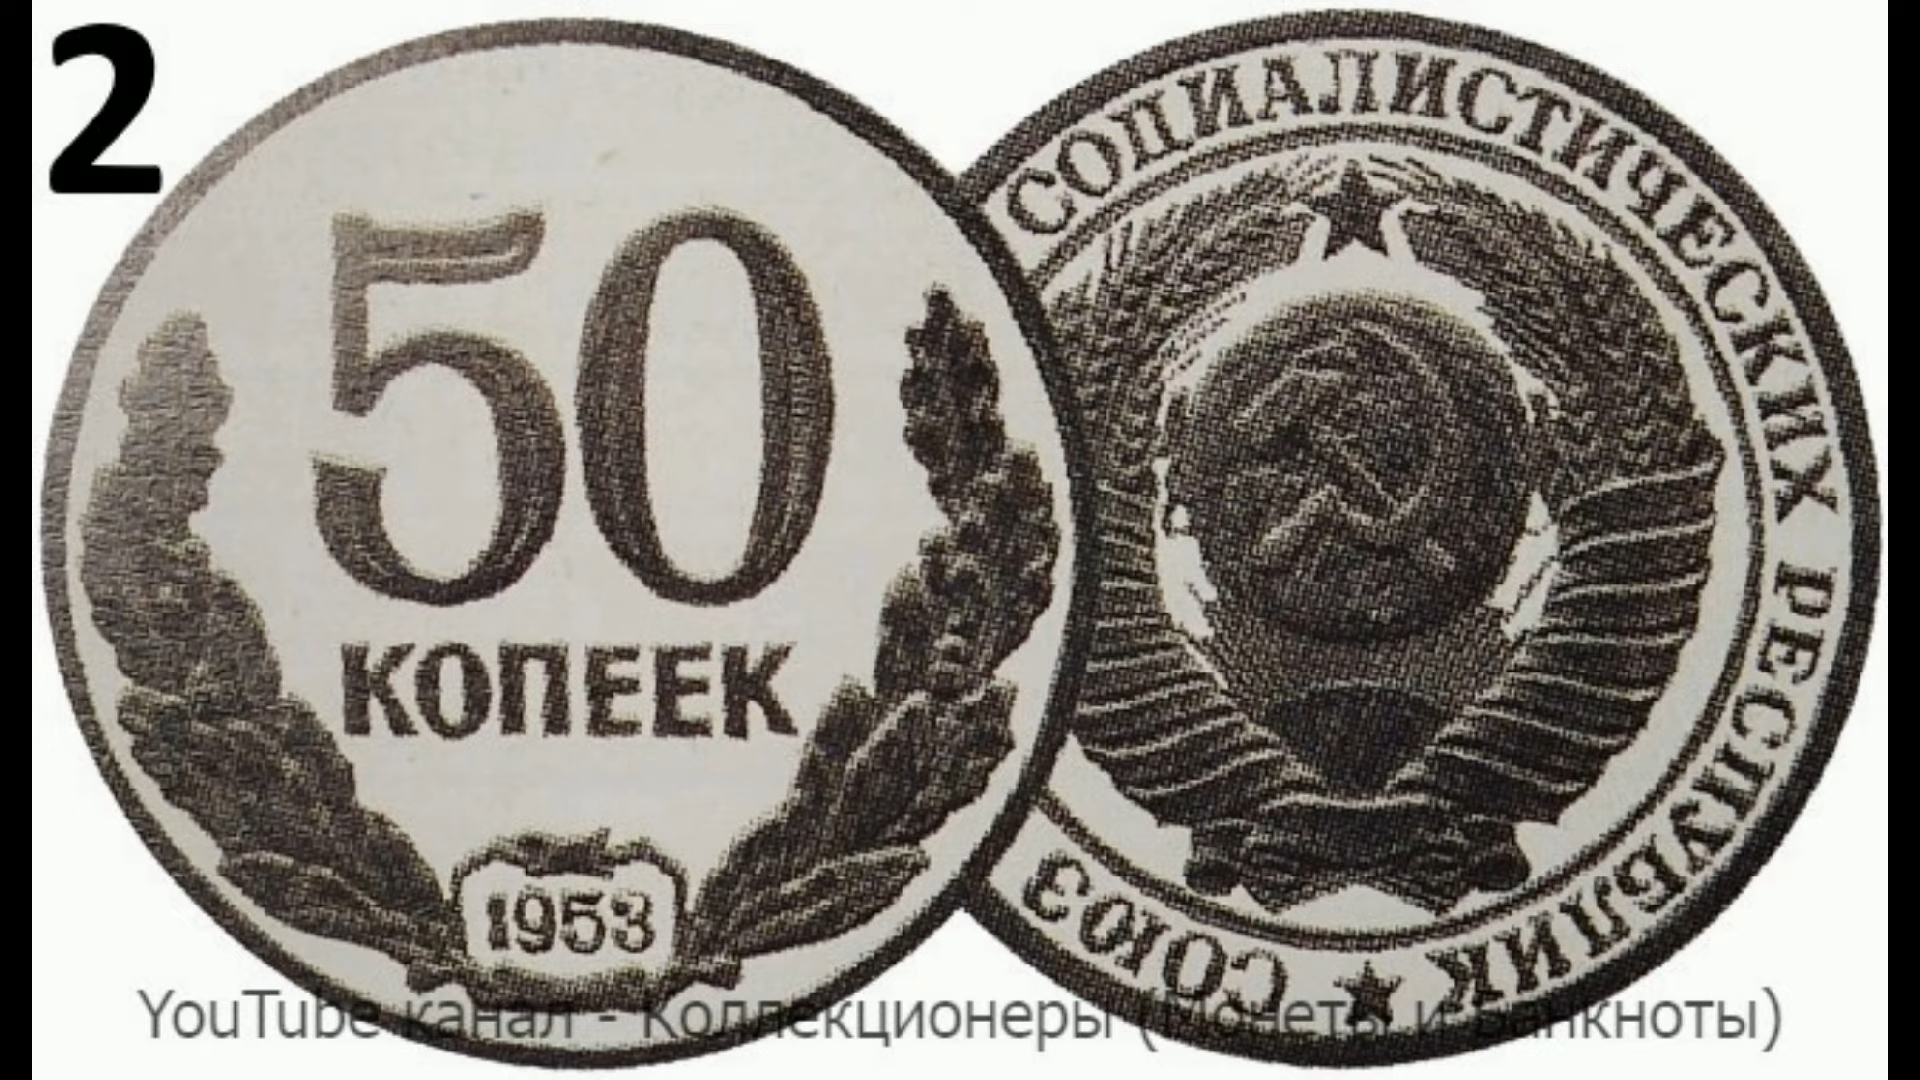 2
50
КОПЕЕК
1953
СОЮЗ СОЦИАЛИСТИЧЕСКИХ РЕСПУБЛИК
YouTube канал - Коллекционеры (Монеты и Банкноты)